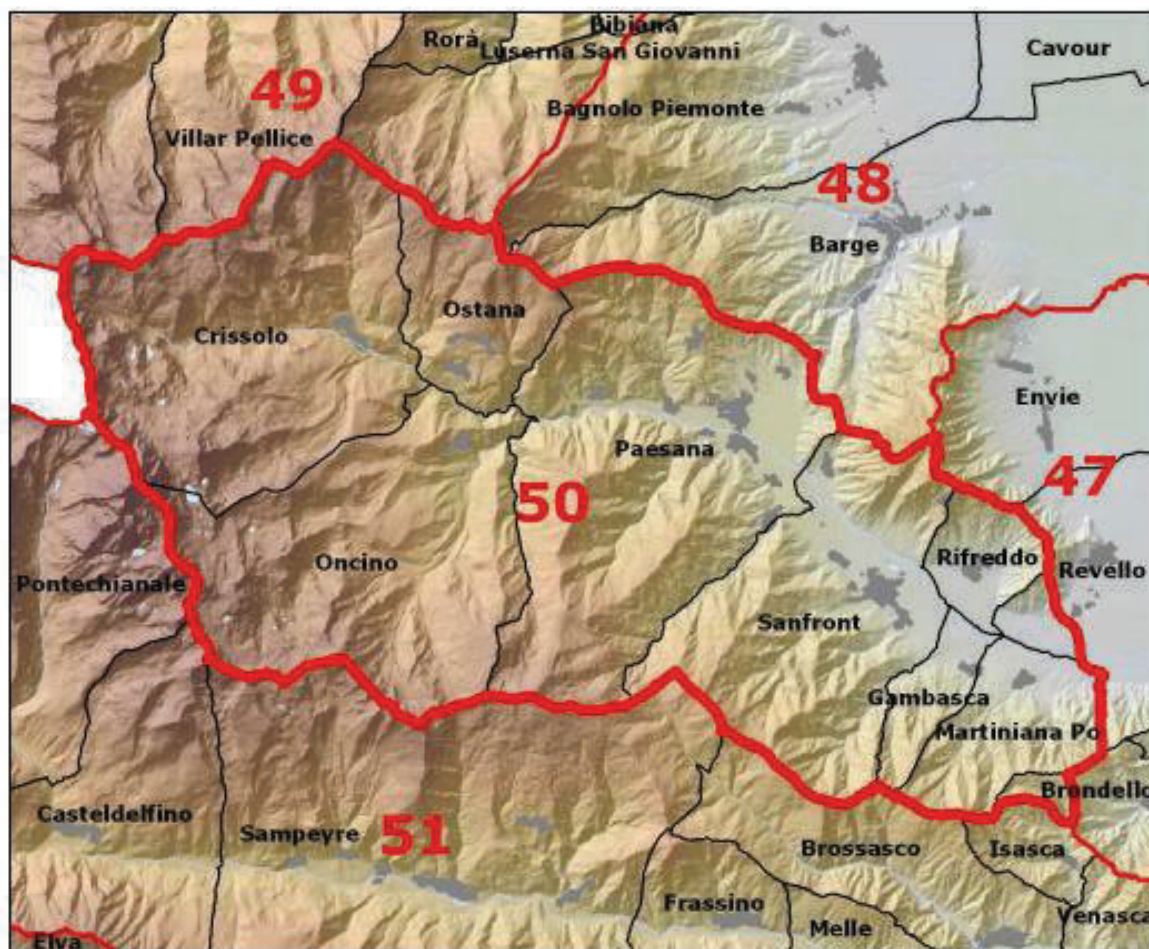 Bibiana
Rorà
Luserna San Giovanni
Cavour
49
Bagnolo Piemonte
Villar Pellice
48
Barge
Ostana
Crissolo
Envie
Paesana
47
50
Oncino
Rifreddo
Revello
Pontechianale
Sanfront
Gambasca
Martiniana Po
Brondello
Casteldelfino
Sampeyre
51
Brossasco
Isasca
Frassino
Venasca
Melle
Elva